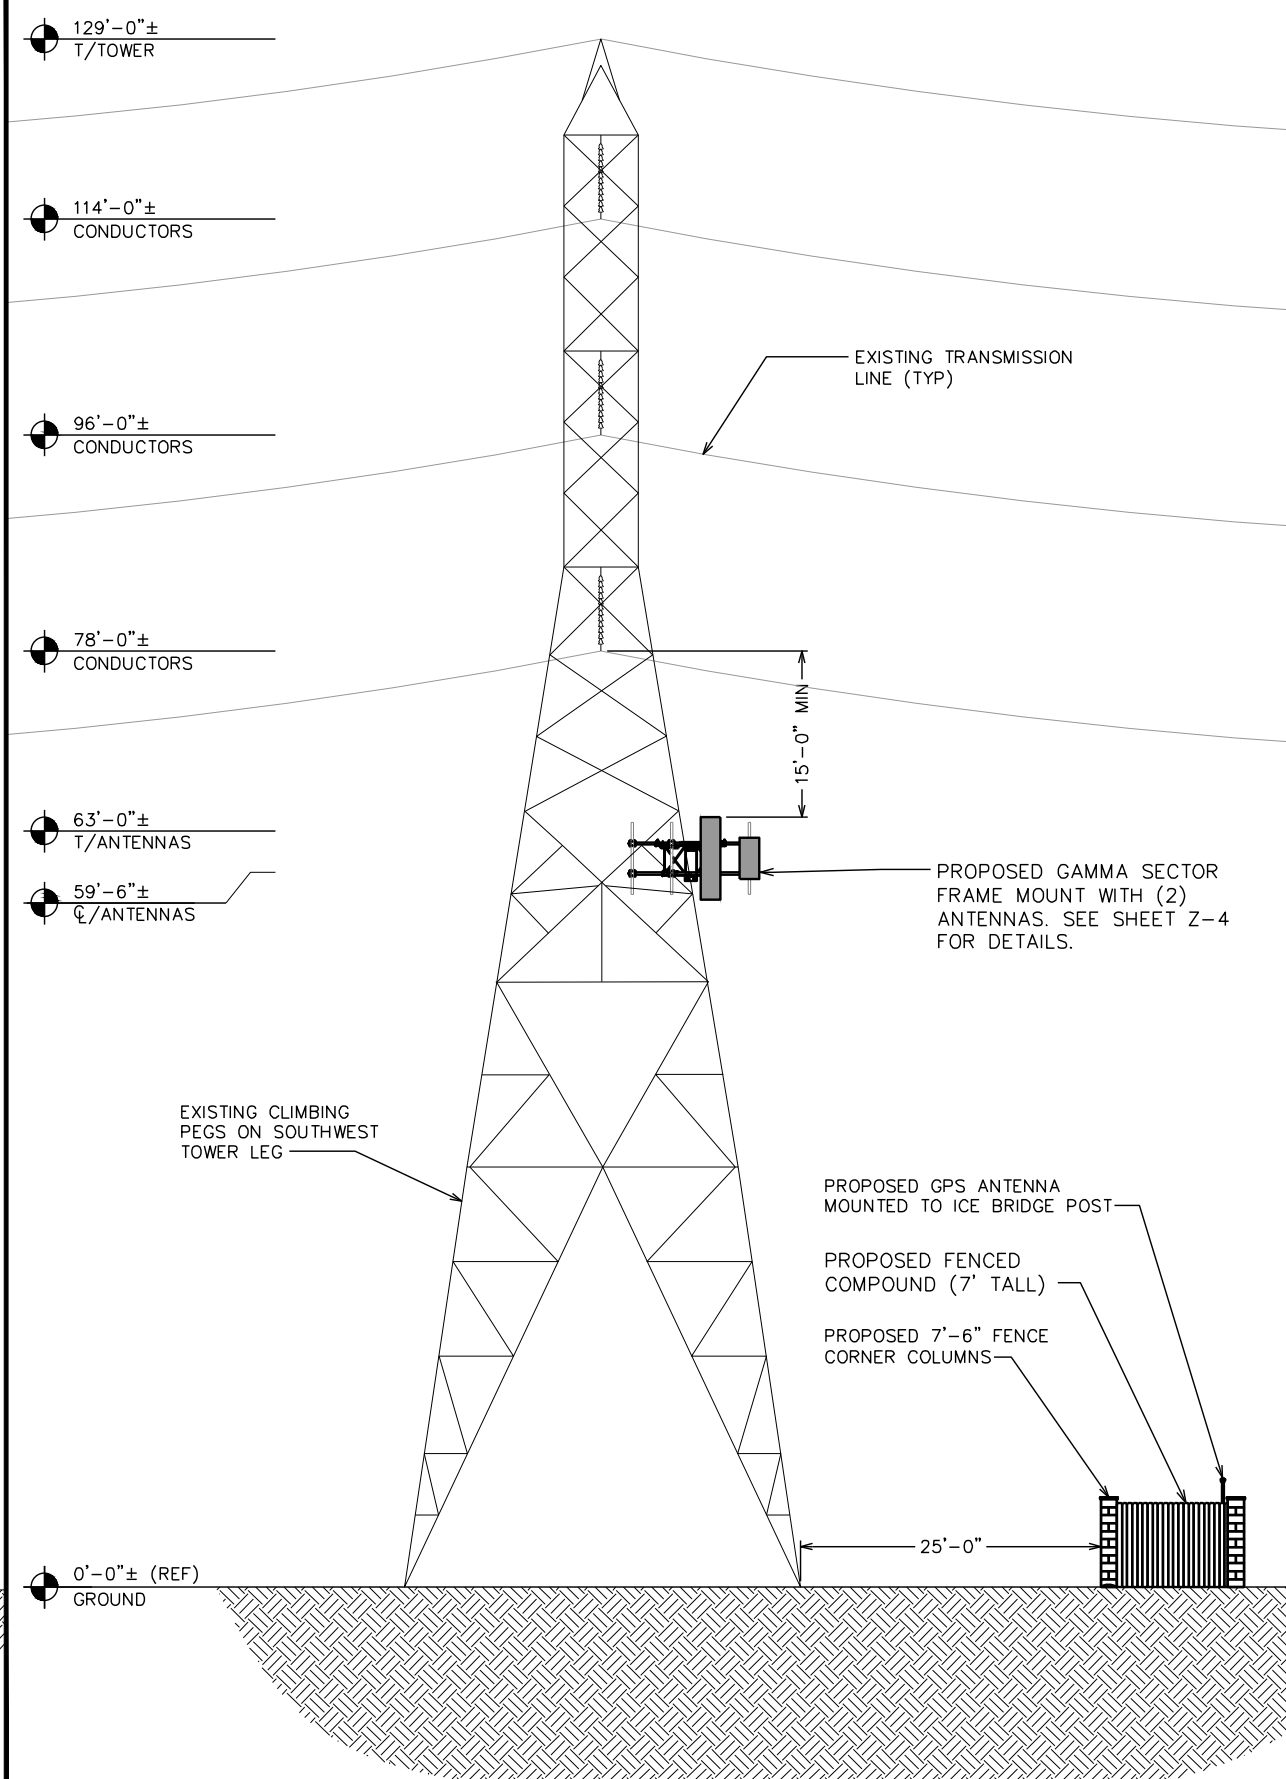 129'-0"±
T/TOWER
114'-0"±
CONDUCTORS
EXISTING TRANSMISSION
LINE (TYP)
96'-0"±
CONDUCTORS
78'-0"±
CONDUCTORS
15'-0" MIN
63'-0"±
T/ANTENNAS
59'-6"±
℄/ANTENNAS
PROPOSED GAMMA SECTOR
FRAME MOUNT WITH (2)
ANTENNAS. SEE SHEET Z-4
FOR DETAILS.
EXISTING CLIMBING
PEGS ON SOUTHWEST
TOWER LEG
PROPOSED GPS ANTENNA
MOUNTED TO ICE BRIDGE POST
PROPOSED FENCED
COMPOUND (7' TALL)
PROPOSED 7'-6" FENCE
CORNER COLUMNS
25'-0"
0'-0"± (REF)
GROUND